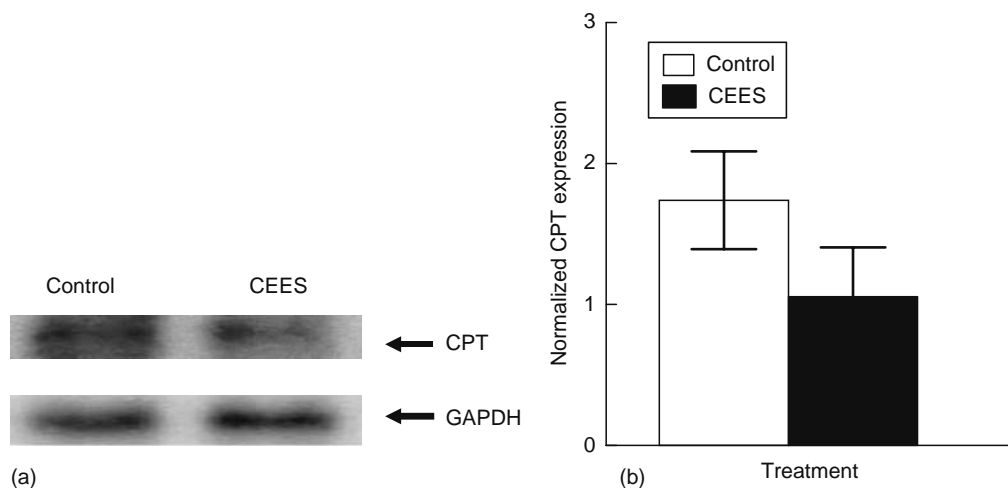 Control CEES
CPT
GAPDH
(a)
Normalized CPT expression
3
2
1
0
Control
CEES
Treatment
(b)